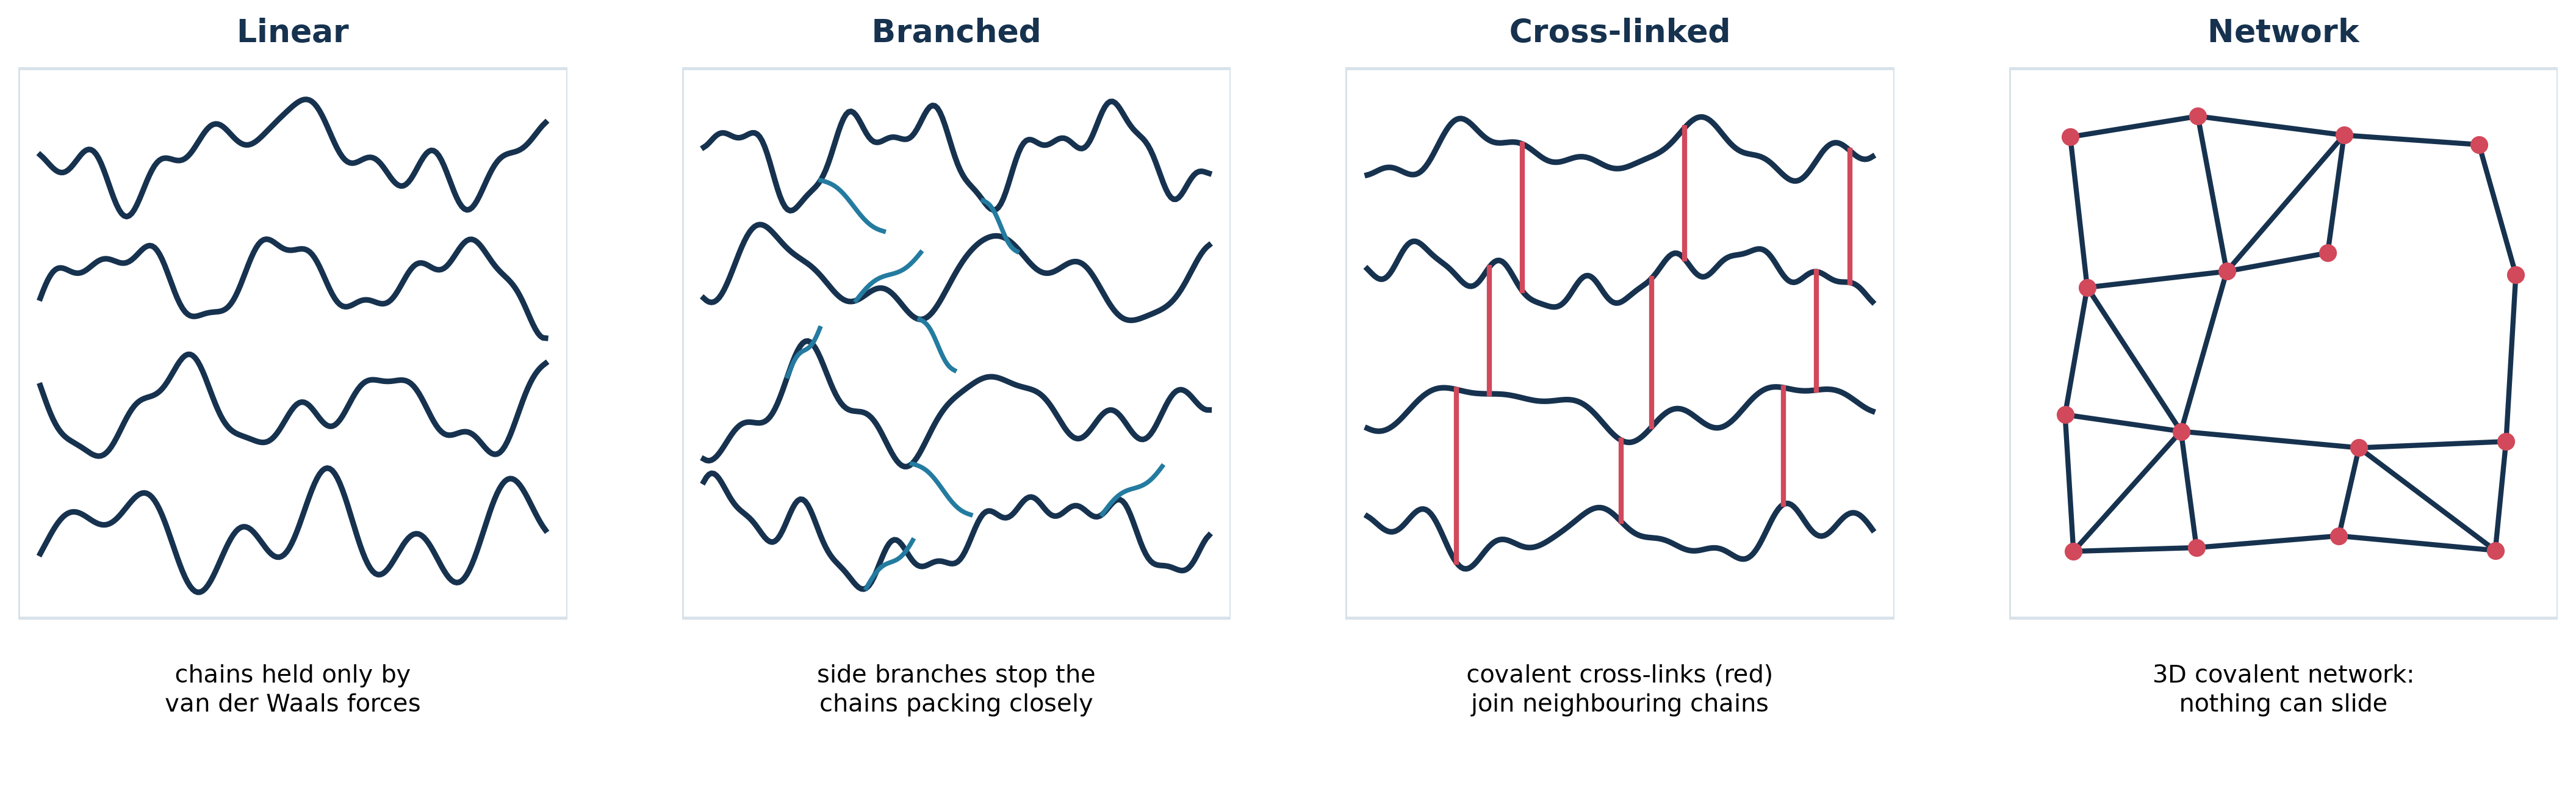 Linear
Branched
Cross-linked
Network
chains held only by
van der Waals forces
side branches stop the
chains packing closely
covalent cross-links (red)
join neighbouring chains
3D covalent network:
nothing can slide